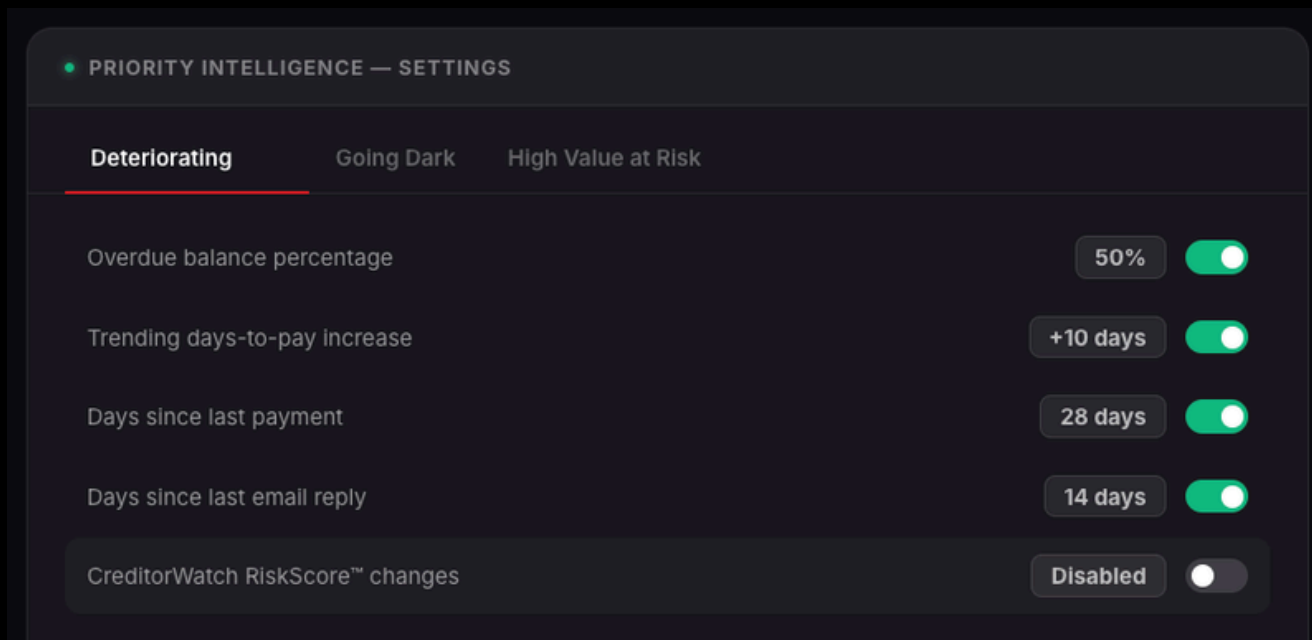 PRIORITY INTELLIGENCE — SETTINGS
Deteriorating Going Dark High Value at Risk
Overdue balance percentage 50%
Trending days-to-pay increase +10 days
Days since last payment 28 days
Days since last email reply 14 days
CreditorWatch RiskScore™ changes Disabled